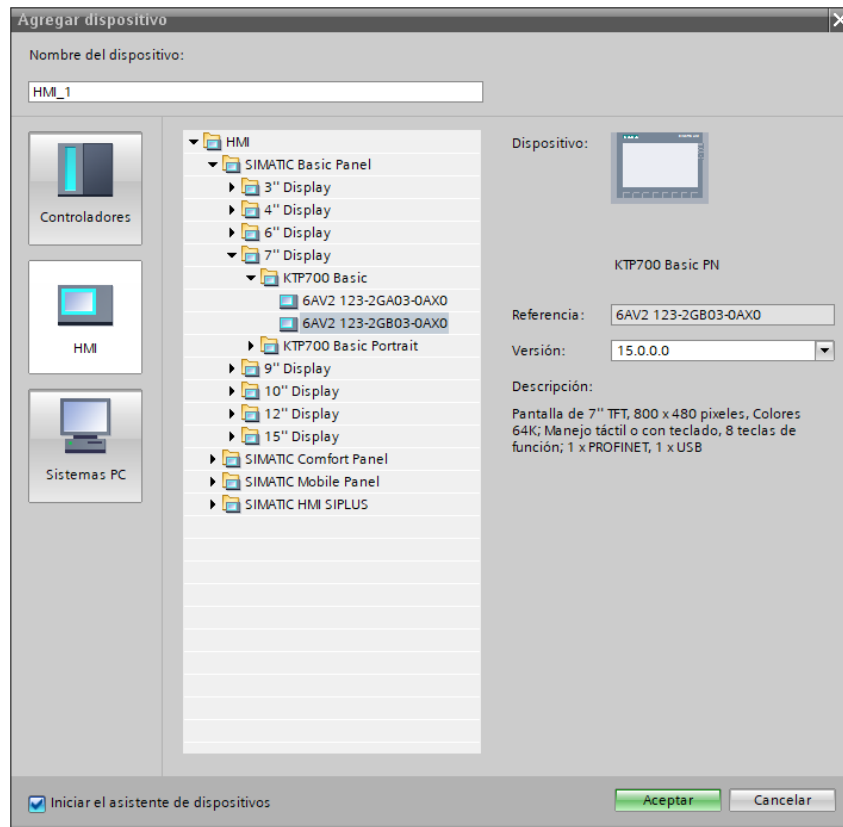 Agregar dispositivo
Nombre del dispositivo:
HMI_1
Controladores
HMI
Sistemas PC
HMI
SIMATIC Basic Panel
3'' Display
4'' Display
6'' Display
7'' Display
KTP700 Basic
6AV2 123-2GA03-0AX0
6AV2 123-2GB03-0AX0
KTP700 Basic Portrait
9'' Display
10'' Display
12'' Display
15'' Display
SIMATIC Comfort Panel
SIMATIC Mobile Panel
SIMATIC HMI SIPLUS
Dispositivo:
KTP700 Basic PN
Referencia: 6AV2 123-2GB03-0AX0
Versión: 15.0.0.0
Descripción:
Pantalla de 7'' TFT, 800 x 480 pixeles, Colores
64K; Manejo táctil o con teclado, 8 teclas de
función; 1 x PROFINET, 1 x USB
Iniciar el asistente de dispositivos
Aceptar
Cancelar